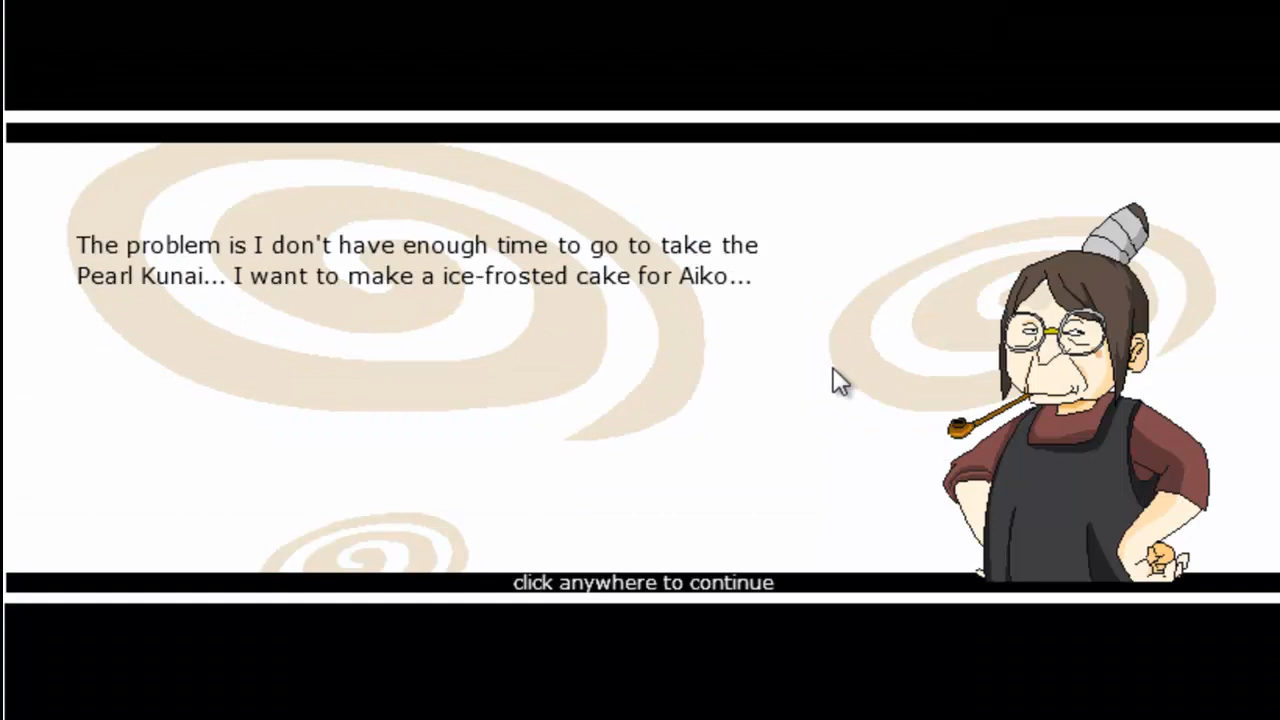 The problem is I don't have enough time to go to take the
Pearl Kunai... I want to make a ice-frosted cake for Aiko...
click anywhere to continue